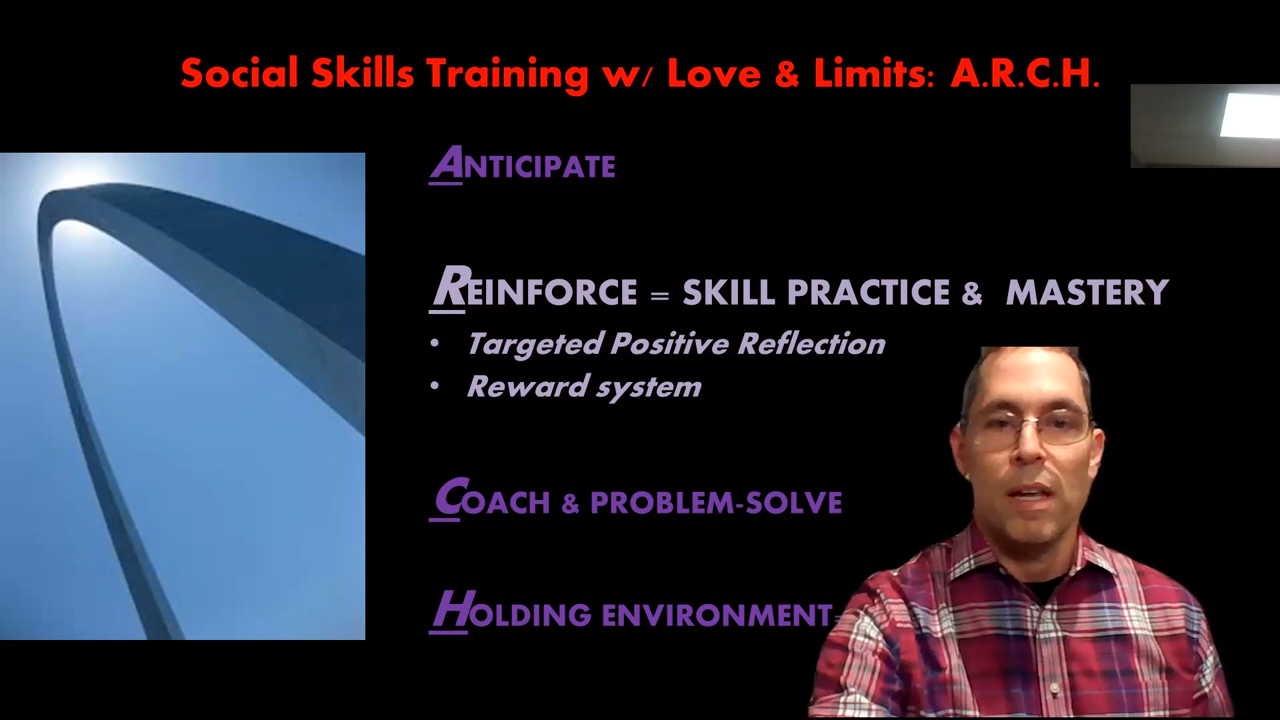 Social Skills Training w/ Love & Limits: A.R.C.H.
ANTICIPATE
REINFORCE = SKILL PRACTICE & MASTERY
• Targeted Positive Reflection
• Reward system
COACH & PROBLEM-SOLVE
HOLDING ENVIRONMENT